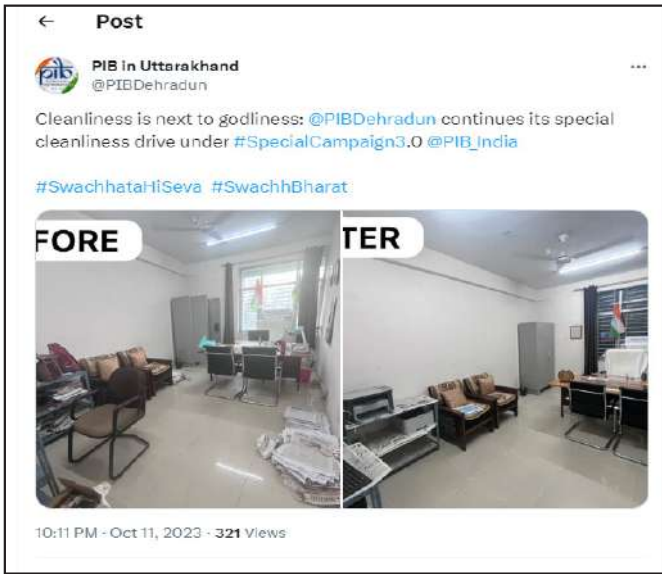 ← Post
pib
PIB in Uttarakhand
@PIBDehradun
Cleanliness is next to godliness: @PIBDehradun continues its special
cleanliness drive under #SpecialCampaign3.0 @PIB_India
#SwachhataHiSeva #SwachhBharat
FORE
TER
10:11 PM · Oct 11, 2023 · 321 Views